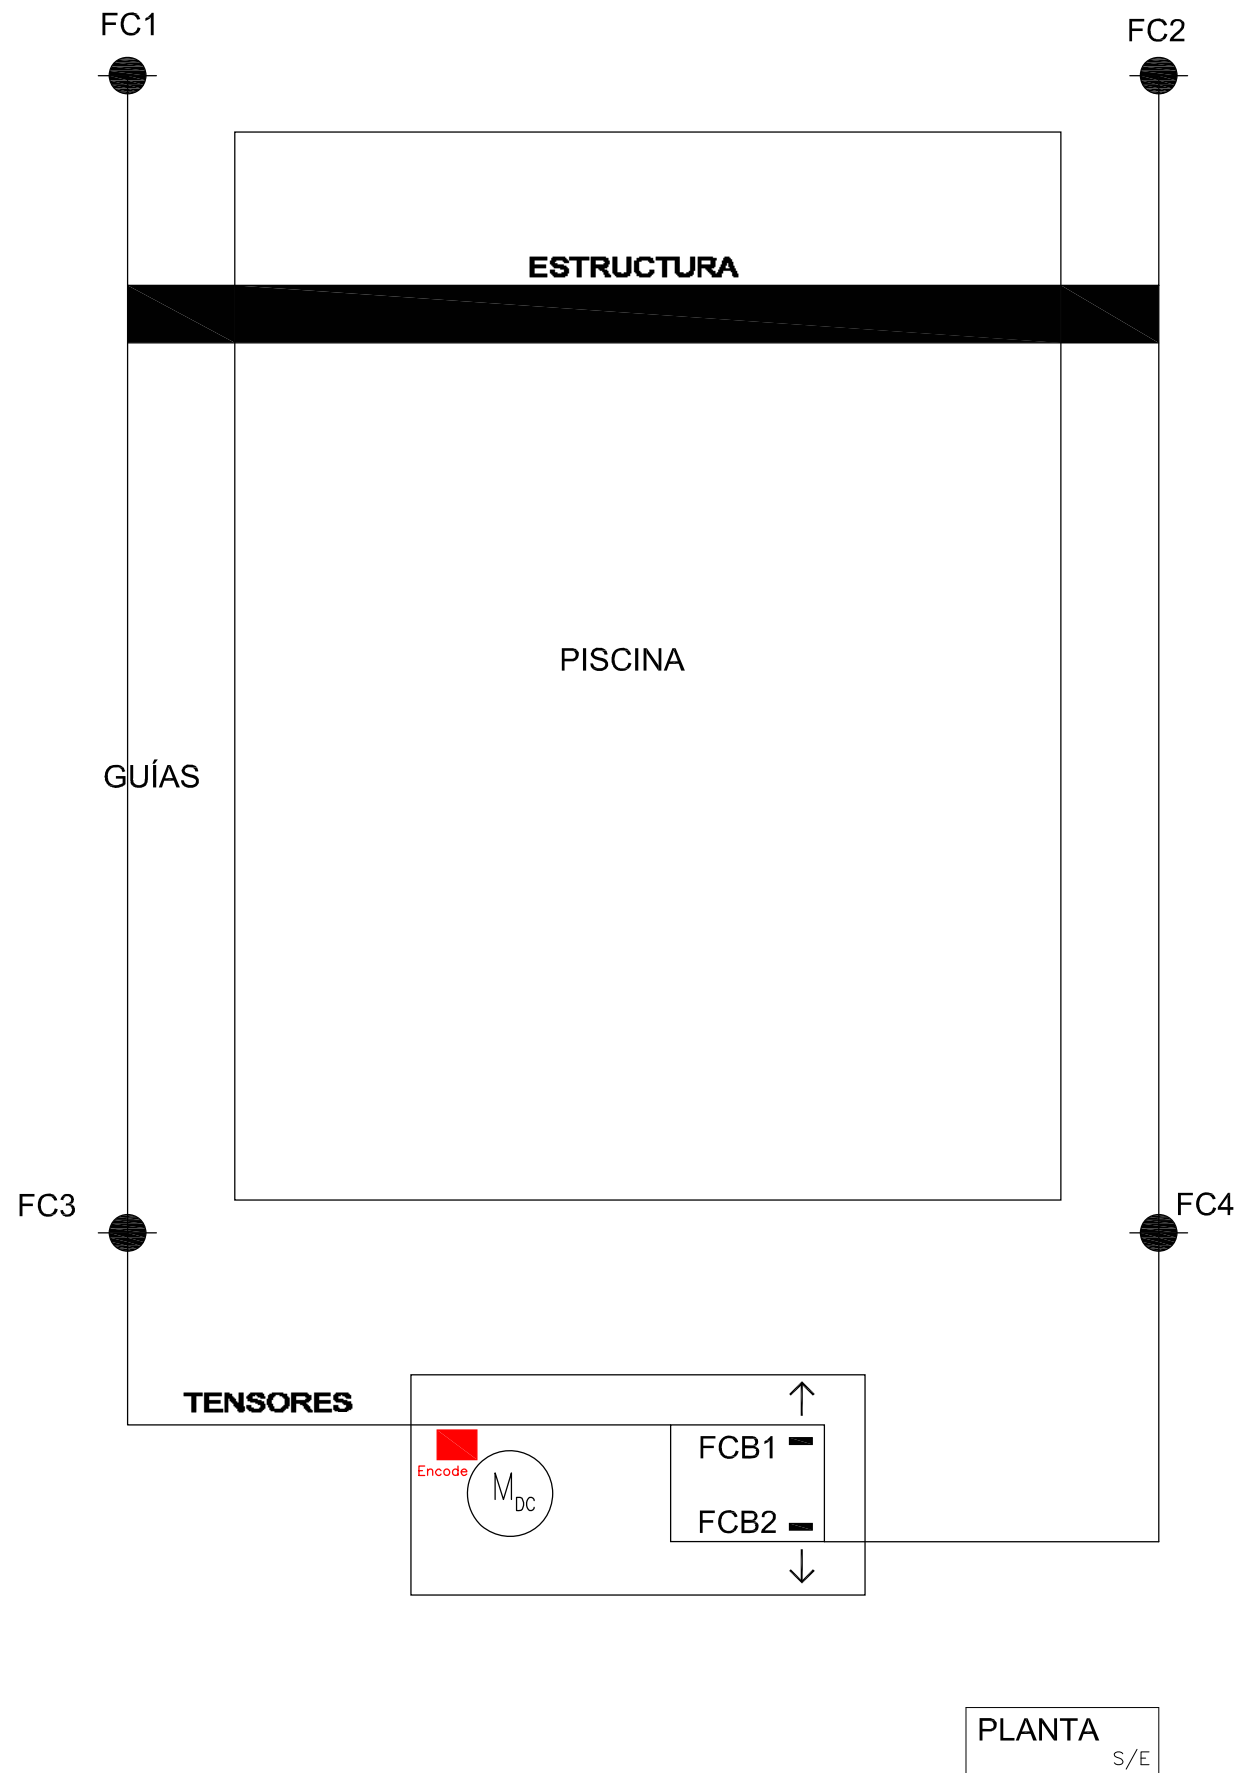 FC1
FC2
ESTRUCTURA
PISCINA
GUÍAS
FC3
FC4
TENSORES
FCB1
Encode
M DC
FCB2
PLANTA
S/E